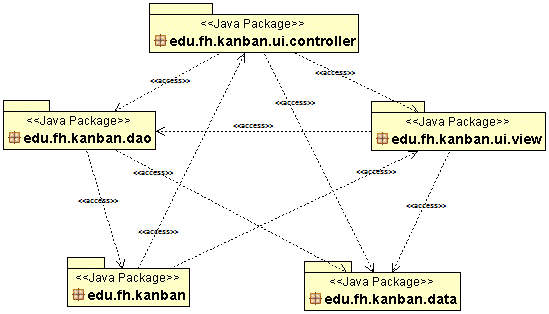 <<Java Package>>
edu.fh.kanban.ui.controller
<<access>>
<<access>>
<<access>>
<<access>>
<<Java Package>>
edu.fh.kanban.dao
<<access>>
<<Java Package>>
edu.fh.kanban.ui.view
<<access>>
<<access>>
<<access>>
<<access>>
<<Java Package>>
edu.fh.kanban
<<Java Package>>
edu.fh.kanban.data